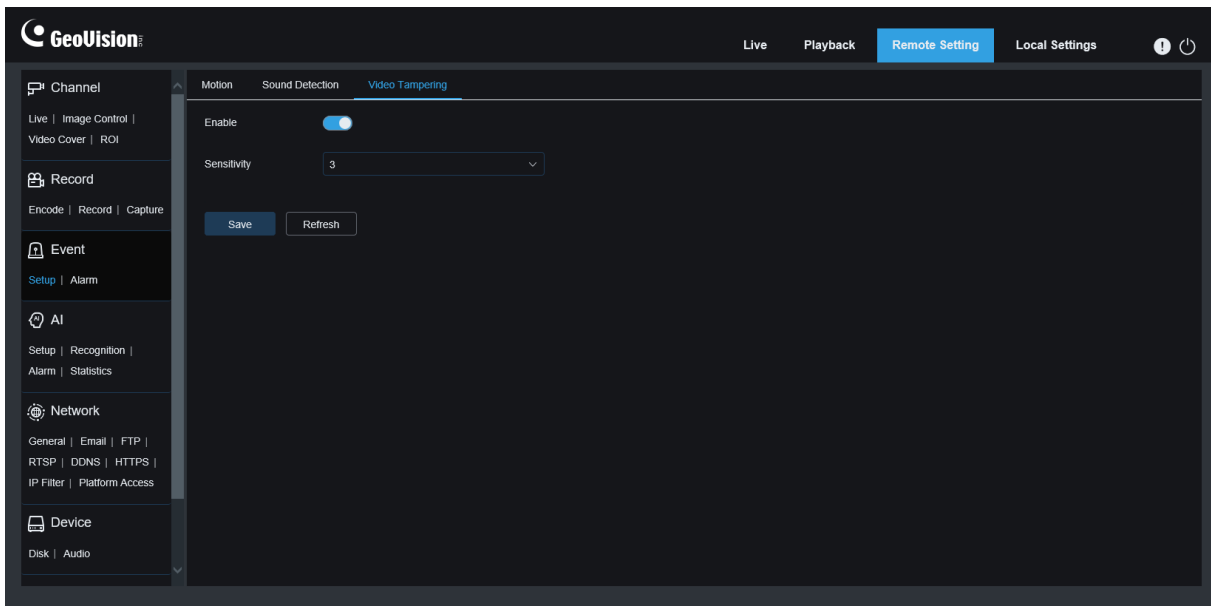 GeoVision
Live Playback Remote Setting Local Settings
Channel
Live | Image Control |
Video Cover | ROI
Record
Encode | Record | Capture
Event
Setup | Alarm
AI
Setup | Recognition |
Alarm | Statistics
Network
General | Email | FTP |
RTSP | DDNS | HTTPS |
IP Filter | Platform Access
Device
Disk | Audio
Motion Sound Detection Video Tampering
Enable
Sensitivity 3
Save Refresh